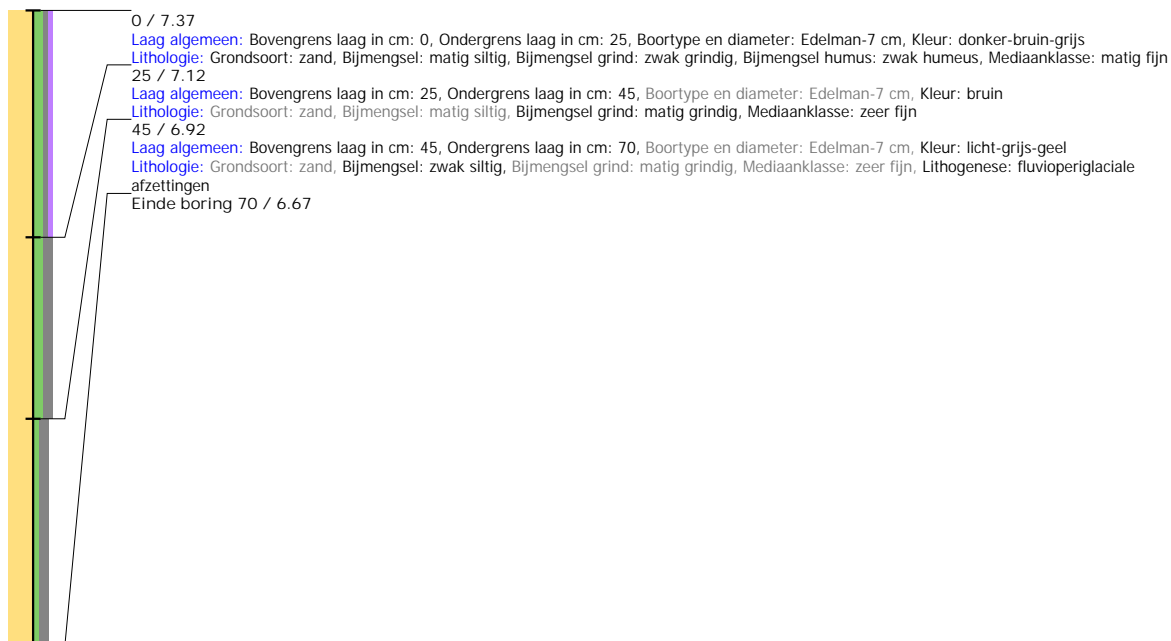 0 / 7.37
Laag algemeen: Bovengrens laag in cm: 0, Ondergrens laag in cm: 25, Boortype en diameter: Edelman-7 cm, Kleur: donker-bruin-grijs
Lithologie: Grondsoort: zand, Bijmengsel: matig siltig, Bijmengsel grind: zwak grindig, Bijmengsel humus: zwak humeus, Mediaanklasse: matig fijn
25 / 7.12
Laag algemeen: Bovengrens laag in cm: 25, Ondergrens laag in cm: 45, Boortype en diameter: Edelman-7 cm, Kleur: bruin
Lithologie: Grondsoort: zand, Bijmengsel: matig siltig, Bijmengsel grind: matig grindig, Mediaanklasse: zeer fijn
45 / 6.92
Laag algemeen: Bovengrens laag in cm: 45, Ondergrens laag in cm: 70, Boortype en diameter: Edelman-7 cm, Kleur: licht-grijs-geel
Lithologie: Grondsoort: zand, Bijmengsel: zwak siltig, Bijmengsel grind: matig grindig, Mediaanklasse: zeer fijn, Lithogenese: fluvioperiglaciale
afzettingen
Einde boring 70 / 6.67